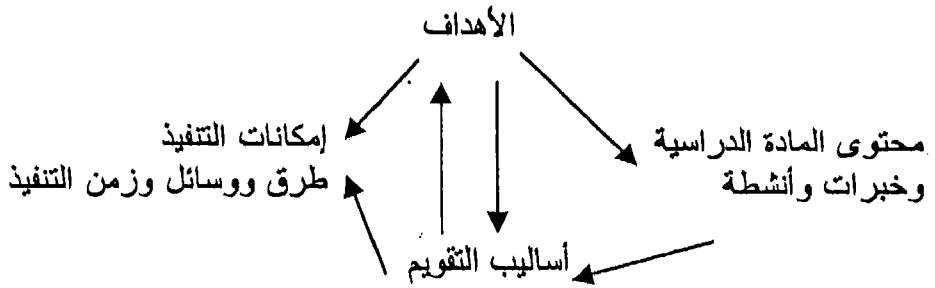 الأهداف
محتوى المادة الدراسية
وخبرات وأنشطة
إمكانات التنفيذ
طرق ووسائل وزمن التنفيذ
أساليب التقويم